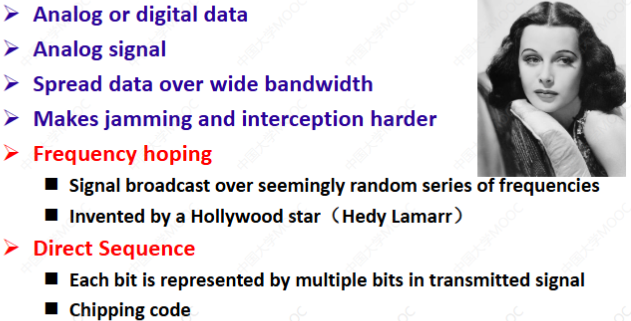 ➤ Analog or digital data
➤ Analog signal
➤ Spread data over wide bandwidth
➤ Makes jamming and interception harder
➤ Frequency hoping
■ Signal broadcast over seemingly random series of frequencies
■ Invented by a Hollywood star（Hedy Lamarr）
➤ Direct Sequence
■ Each bit is represented by multiple bits in transmitted signal
■ Chipping code